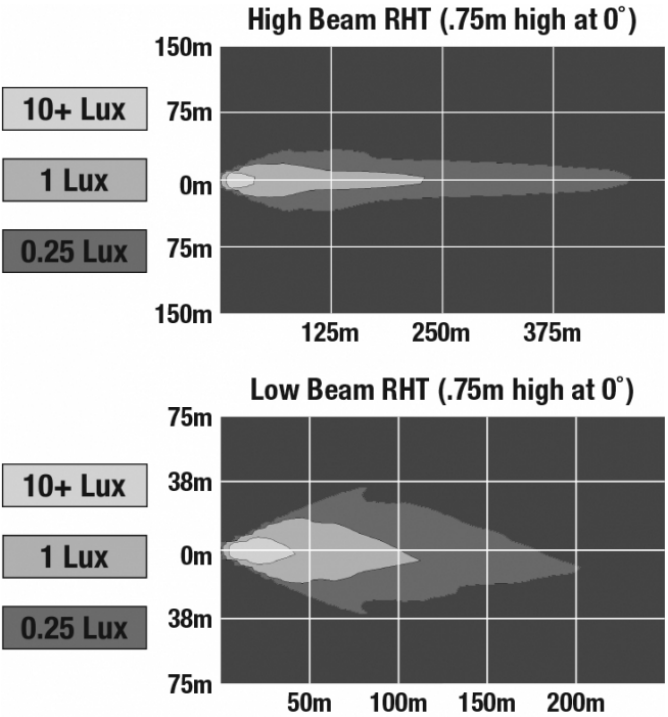 High Beam RHT (.75m high at 0°)
150m
75m
0m
75m
150m
10+ Lux
1 Lux
0.25 Lux
125m 250m 375m
Low Beam RHT (.75m high at 0°)
75m
38m
0m
38m
75m
10+ Lux
1 Lux
0.25 Lux
50m 100m 150m 200m